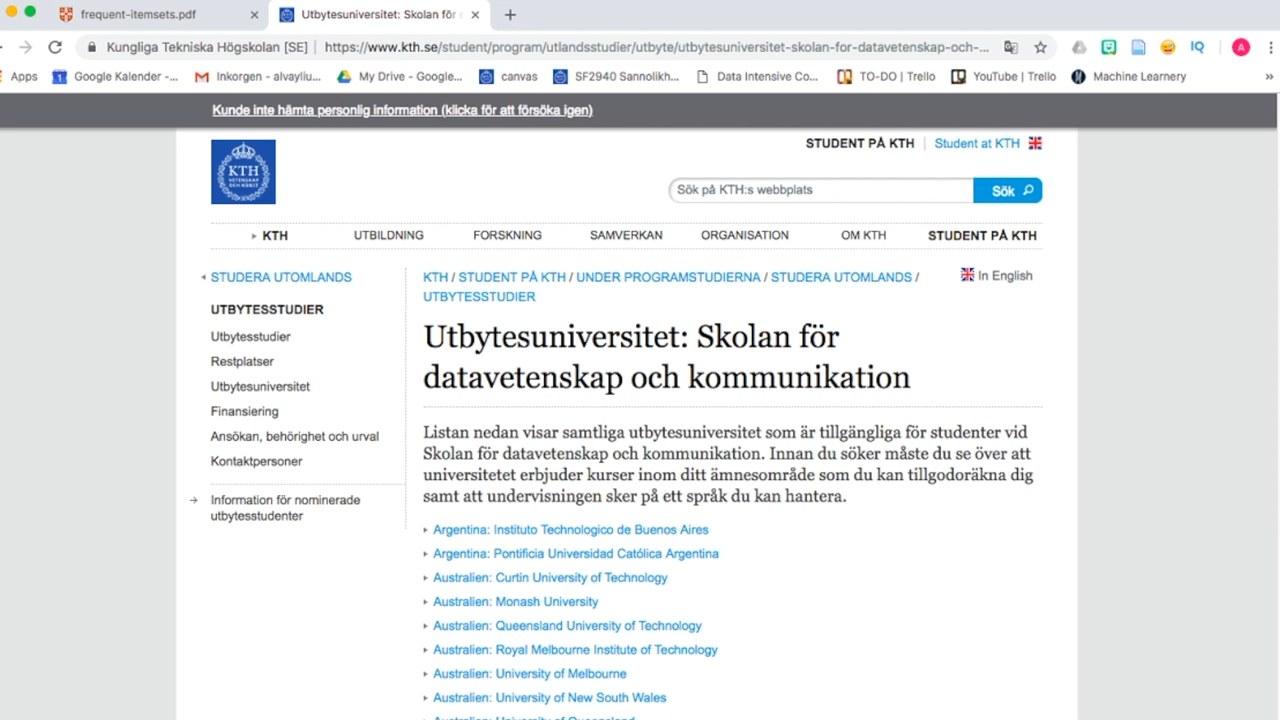 frequent-itemsets.pdf
Utbytesuniversitet: Skolan för
Kungliga Tekniska Högskolan [SE]
https://www.kth.se/student/program/utlandsstudier/utbyte/utbytesuniversitet-skolan-for-datavetenskap-och-...
Apps
Google Kalender -...
Inkorgen - alvayliu...
My Drive - Google...
canvas
SF2940 Sannolikh...
Data Intensive Co...
TO-DO | Trello
YouTube | Trello
Machine Learnery
»
Kunde inte hämta personlig information (klicka för att försöka igen)
KTH
VETENSKAP
OCH KONST
STUDENT PÅ KTH
Student at KTH
Sök på KTH:s webbplats
Sök
KTH
UTBILDNING
FORSKNING
SAMVERKAN
ORGANISATION
OM KTH
STUDENT PÅ KTH
STUDERA UTOMLANDS
UTBYTESSTUDIER
Utbytesstudier
Restplatser
Utbytesuniversitet
Finansiering
Ansökan, behörighet och urval
Kontaktpersoner
Information för nominerade
utbytesstudenter
KTH / STUDENT PÅ KTH / UNDER PROGRAMSTUDIERNA / STUDERA UTOMLANDS /
UTBYTESSTUDIER
In English
Utbytesuniversitet: Skolan för
datavetenskap och kommunikation
Listan nedan visar samtliga utbytesuniversitet som är tillgängliga för studenter vid
Skolan för datavetenskap och kommunikation. Innan du söker måste du se över att
universitetet erbjuder kurser inom ditt ämnesområde som du kan tillgodoräkna dig
samt att undervisningen sker på ett språk du kan hantera.
Argentina: Instituto Technologico de Buenos Aires
Argentina: Pontificia Universidad Católica Argentina
Australien: Curtin University of Technology
Australien: Monash University
Australien: Queensland University of Technology
Australien: Royal Melbourne Institute of Technology
Australien: University of Melbourne
Australien: University of New South Wales
Australien: University of Queensland